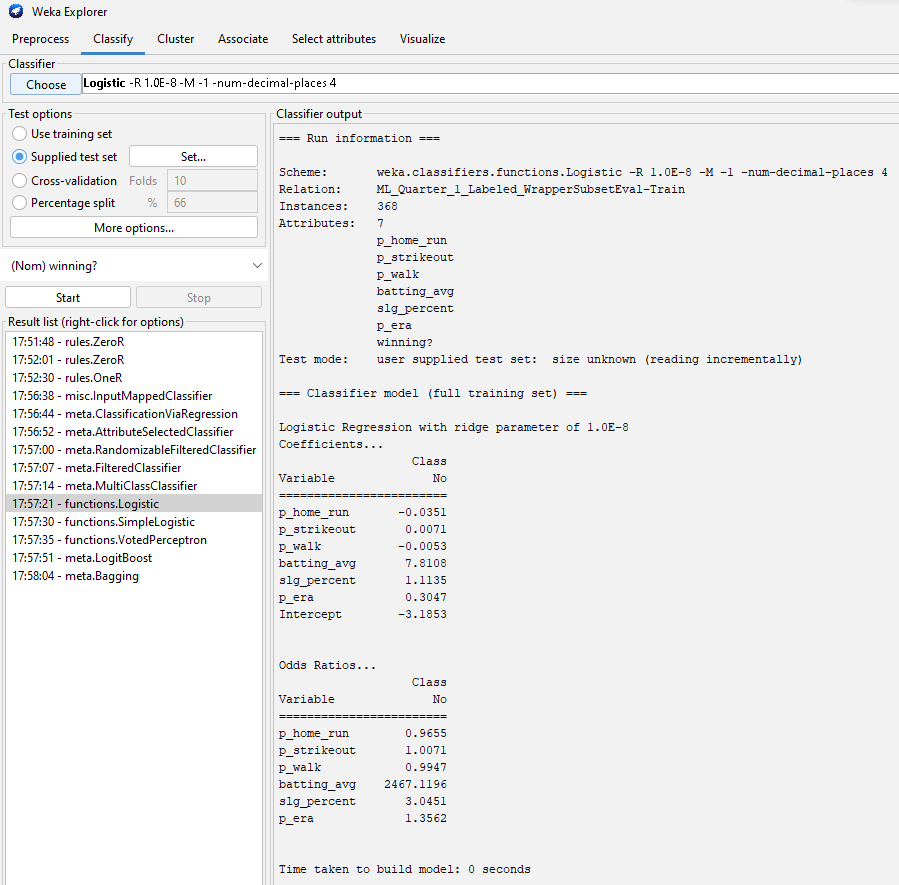 Weka Explorer
Preprocess Classify Cluster Associate Select attributes Visualize
Classifier
Choose Logistic -R 1.0E-8 -M -1 -num-decimal-places 4
Test options
Use training set
Supplied test set Set...
Cross-validation Folds 10
Percentage split % 66
More options...
(Nom) winning?
Start Stop
Result list (right-click for options)
17:51:48 - rules.ZeroR
17:52:01 - rules.ZeroR
17:52:30 - rules.OneR
17:56:38 - misc.InputMappedClassifier
17:56:44 - meta.ClassificationViaRegression
17:56:52 - meta.AttributeSelectedClassifier
17:57:00 - meta.RandomizableFilteredClassifier
17:57:07 - meta.FilteredClassifier
17:57:14 - meta.MultiClassClassifier
17:57:21 - functions.Logistic
17:57:30 - functions.SimpleLogistic
17:57:35 - functions.VotedPerceptron
17:57:51 - meta.LogitBoost
17:58:04 - meta.Bagging
Classifier output
=== Run information ===
Scheme: weka.classifiers.functions.Logistic -R 1.0E-8 -M -1 -num-decimal-places 4
Relation: ML_Quarter_1_Labeled_WrapperSubsetEval-Train
Instances: 368
Attributes: 7
p_home_run
p_strikeout
p_walk
batting_avg
slg_percent
p_era
winning?
Test mode: user supplied test set: size unknown (reading incrementally)
=== Classifier model (full training set) ===
Logistic Regression with ridge parameter of 1.0E-8
Coefficients...
Class
Variable No
========================
p_home_run -0.0351
p_strikeout 0.0071
p_walk -0.0053
batting_avg 7.8108
slg_percent 1.1135
p_era 0.3047
Intercept -3.1853
Odds Ratios...
Class
Variable No
========================
p_home_run 0.9655
p_strikeout 1.0071
p_walk 0.9947
batting_avg 2467.1196
slg_percent 3.0451
p_era 1.3562
Time taken to build model: 0 seconds